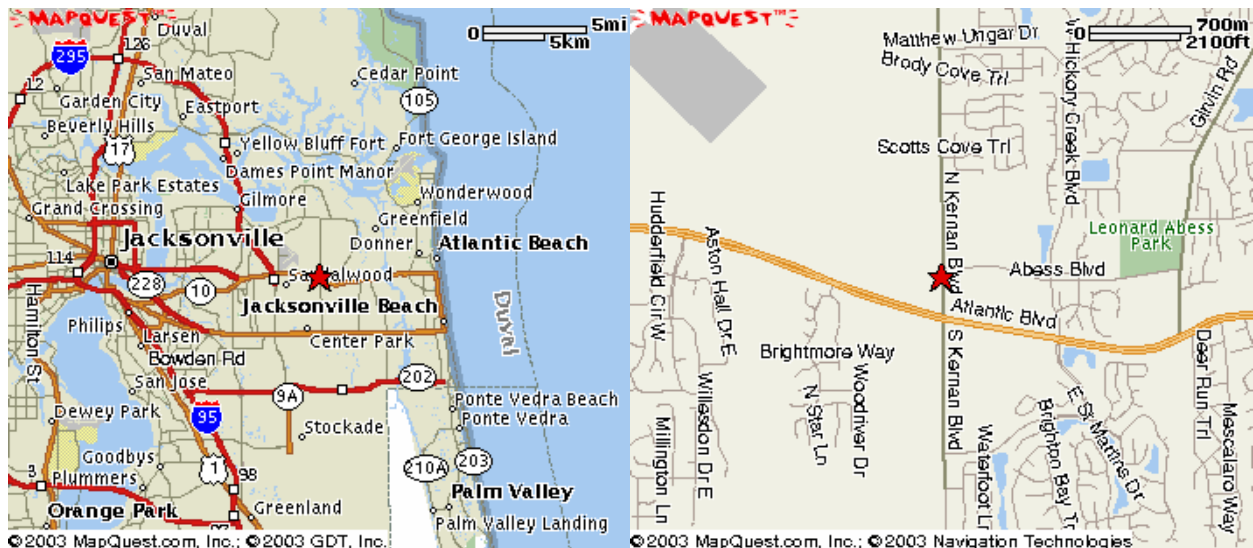 MAPQUEST™
0 5mi
5km
Duval
126
295
San Mateo
Cedar Point
12
Garden City
105
Eastport
Beverly Hills
Fort George Island
17
Yellow Bluff Fort
Dames Point Manor
Lake Park Estates
Wonderwood
Gilmore
Grand Crossing
Greenfield
Jacksonville
Donner
Atlantic Beach
114
228
10
Jacksonville Beach
Hamilton St
Philips
Duval
Larsen
Center Park
Bowden Rd
San Jose
202
9A
Ponte Vedra Beach
Dewey Park
95
Ponte Vedra
Stockade
Goodbys
1
210A
203
3
Plummers
98
Palm Valley
Orange Park
Greenland
Palm Valley Landing
©2003 MapQuest.com, Inc.; ©2003 GDT, Inc.
MAPQUEST™
0 700m
2100ft
Matthew Ungar Dr
Brody Cove Trl
W Hickory Creek Blvd
Girvin Rd
Scotts Cove Trl
N Kernan Blvd
Hudderfield Cir W
Aston Hall Dr E
Leonard Abess
Park
Abess Blvd
Atlantic Blvd
Brightmore Way
S Kernan Blvd
Deer Run Trl
Willesdon Dr E
N Star Ln
Woodriver Dr
E St Martins Dr
Brighton Bay Tr
Mescalaro Way
Millington Ln
Waterfoot Ln
©2003 MapQuest.com, Inc.; ©2003 Navigation Technologies